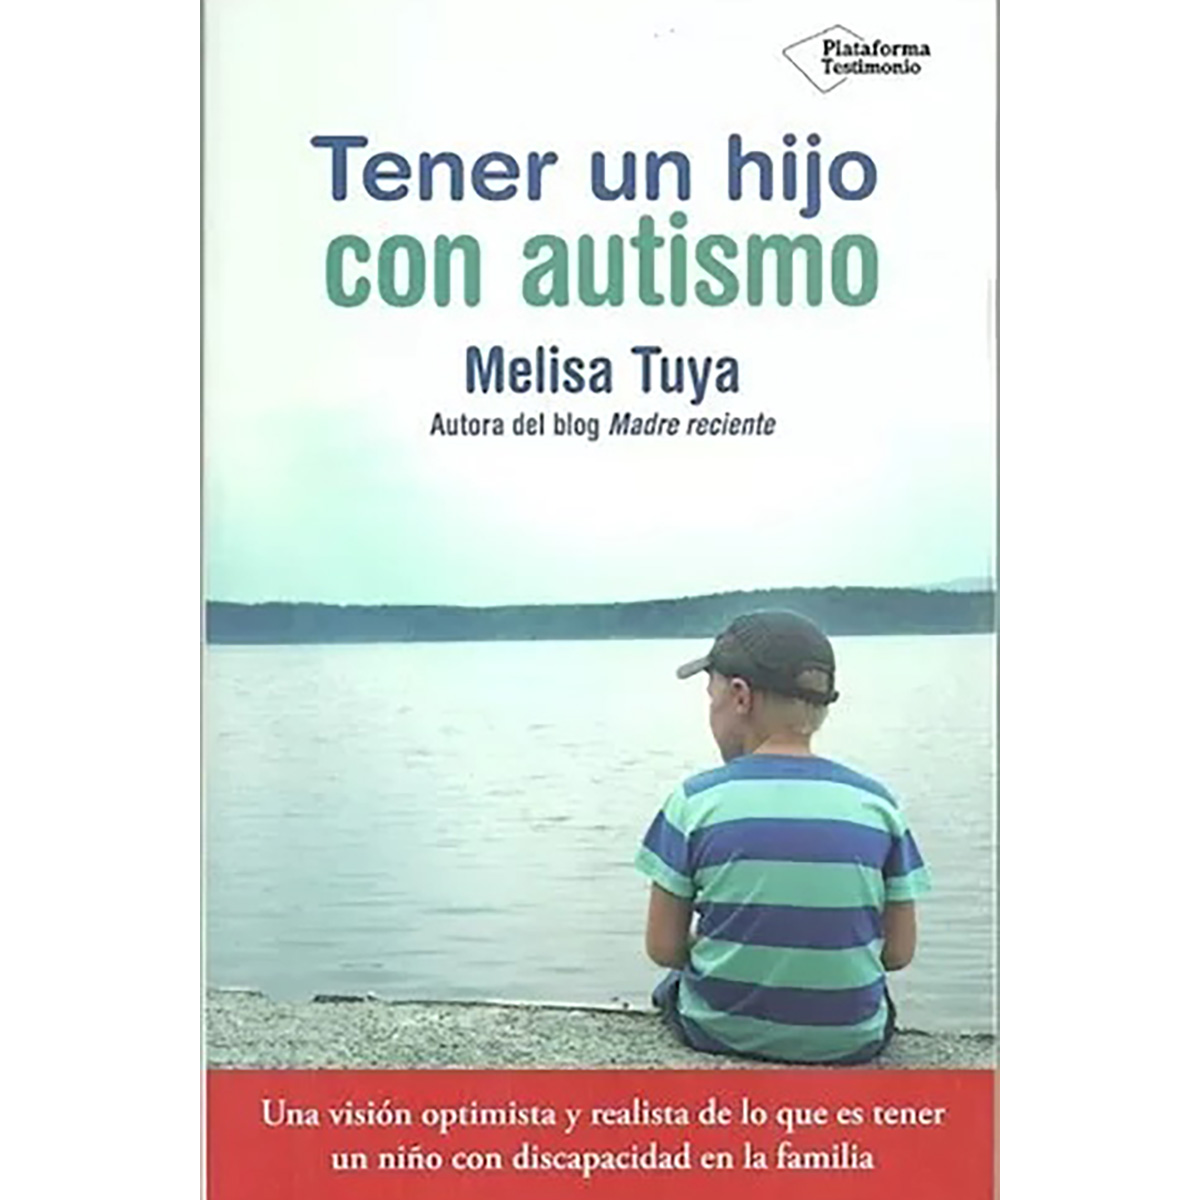 Plataforma
Testimonio
Tener un hijo
con autismo
Melisa Tuya
Autora del blog Madre reciente
Una visión optimista y realista de lo que es tener
un niño con discapacidad en la familia